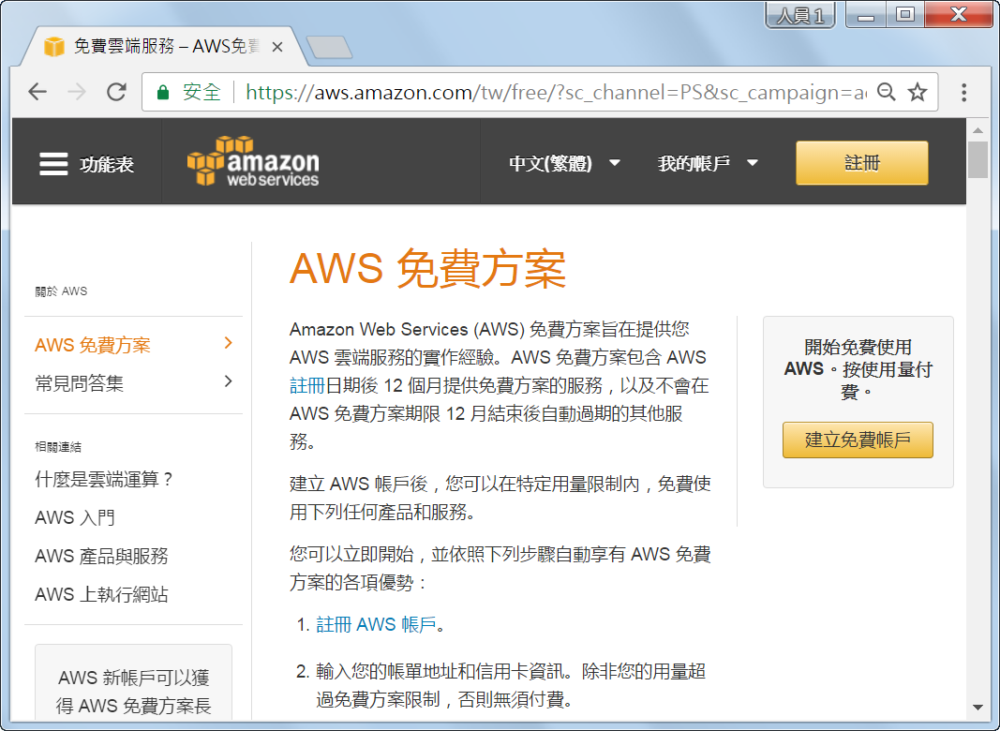 人員 1
免費雲端服務 – AWS免費
安全 https://aws.amazon.com/tw/free/?sc_channel=PS&sc_campaign=a
功能表
amazon
web services
中文(繁體)
我的帳戶
註冊
關於 AWS
AWS 免費方案
常見問答集
相關連結
什麼是雲端運算？
AWS 入門
AWS 產品與服務
AWS 上執行網站
AWS 新帳戶可以獲
得 AWS 免費方案長
AWS 免費方案
Amazon Web Services (AWS) 免費方案旨在提供您
AWS 雲端服務的實作經驗。AWS 免費方案包含 AWS
註冊日期後 12 個月提供免費方案的服務，以及不會在
AWS 免費方案期限 12 月結束後自動過期的其他服
務。
建立 AWS 帳戶後，您可以在特定用量限制內，免費使
用下列任何產品和服務。
您可以立即開始，並依照下列步驟自動享有 AWS 免費
方案的各項優勢：
1. 註冊 AWS 帳戶。
2. 輸入您的帳單地址和信用卡資訊。除非您的用量超
過免費方案限制，否則無須付費。
開始免費使用
AWS。按使用量付
費。
建立免費帳戶